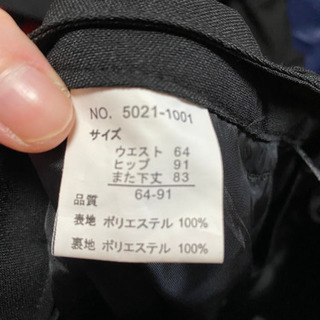 NO. 5021-1001
サイズ
ウエスト 64
ヒップ 91
また下丈 83
品質 64-91
表地 ポリエステル 100%
裏地 ポリエステル 100%